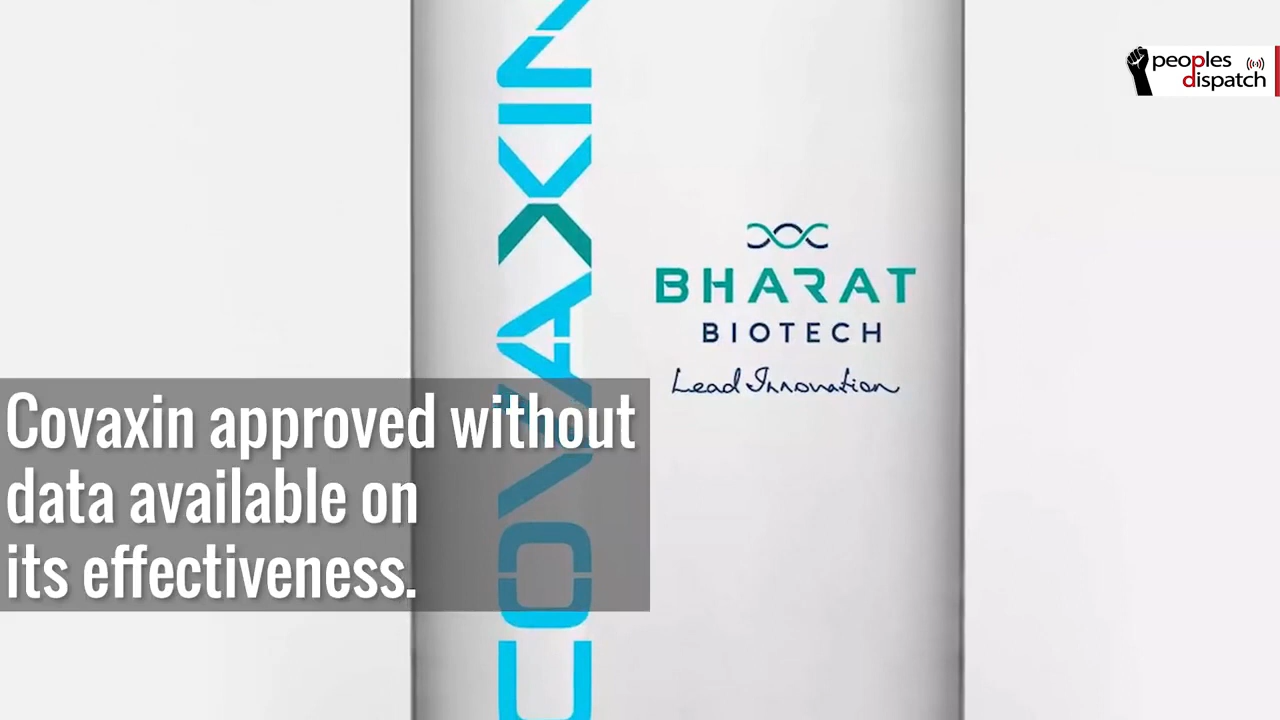 COVAXIN
peoples
dispatch
BHARAT
BIOTECH
Lead Innovation
Covaxin approved without
data available on
its effectiveness.